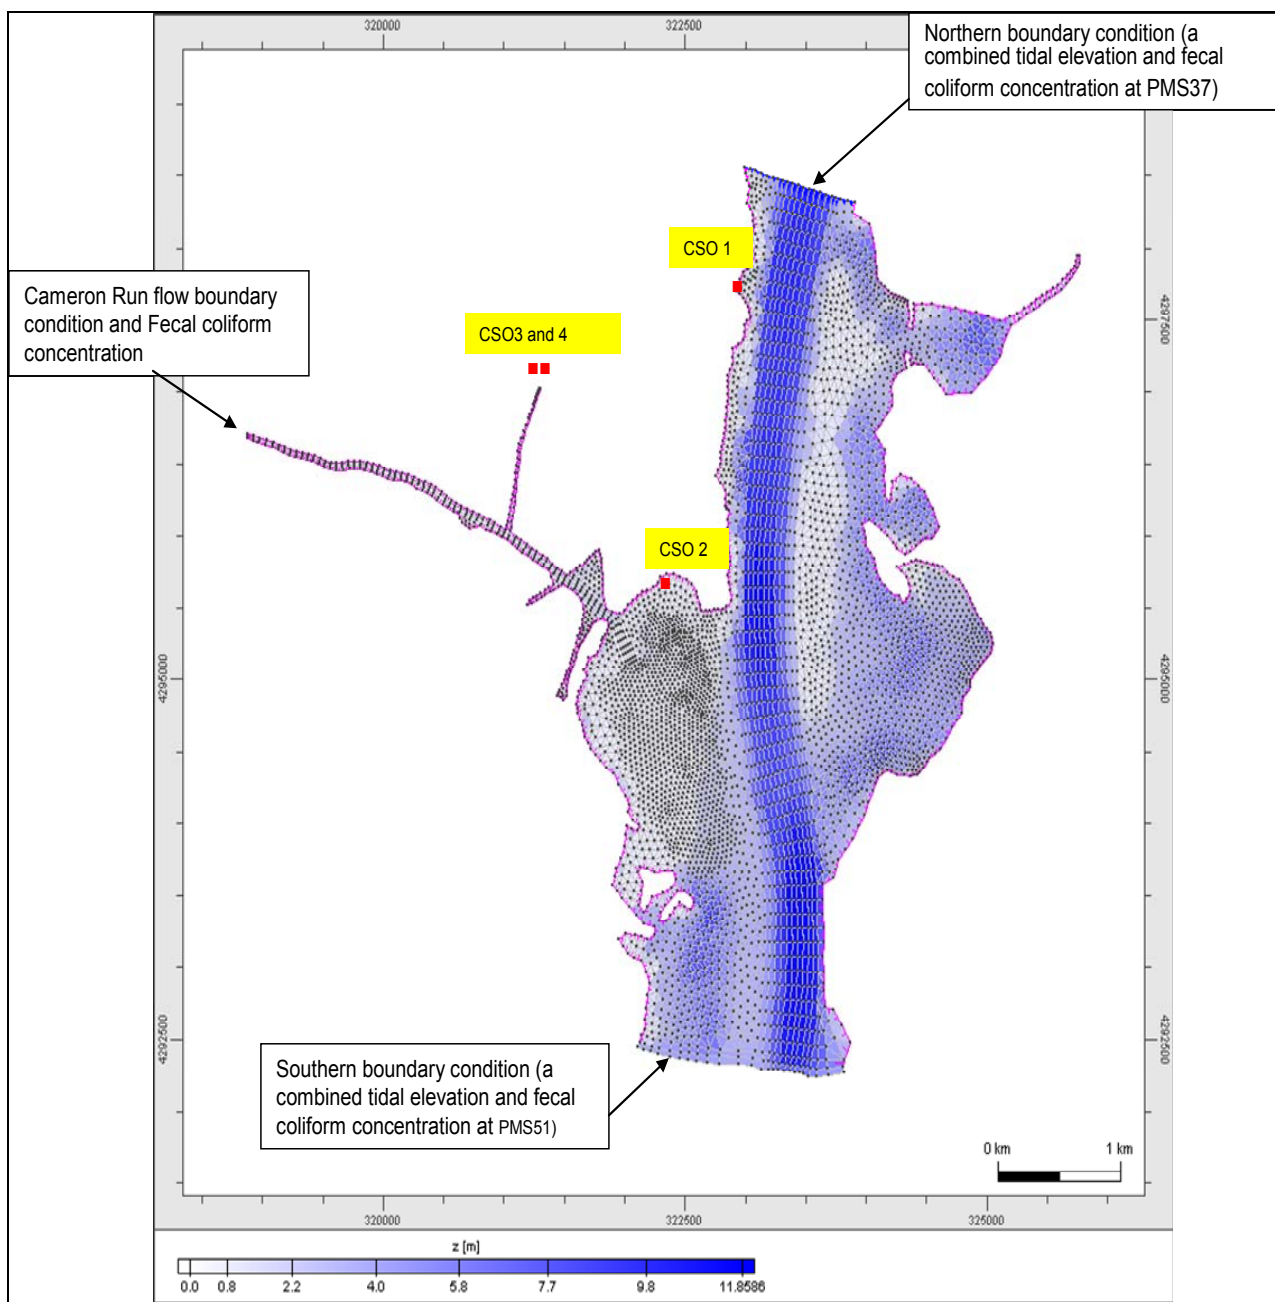 320000
322500
Northern boundary condition (a
combined tidal elevation and fecal
coliform concentration at PMS37)
CSO 1
Cameron Run flow boundary
condition and Fecal coliform
concentration
4297500
4297500
CSO3 and 4
CSO 2
4295000
4295000
4292500
4292500
Southern boundary condition (a
combined tidal elevation and fecal
coliform concentration at PMS51)
0 km
1 km
320000
322500
325000
z [m]
0.0 0.8 2.2 4.0 5.8 7.7 9.8 11.8586